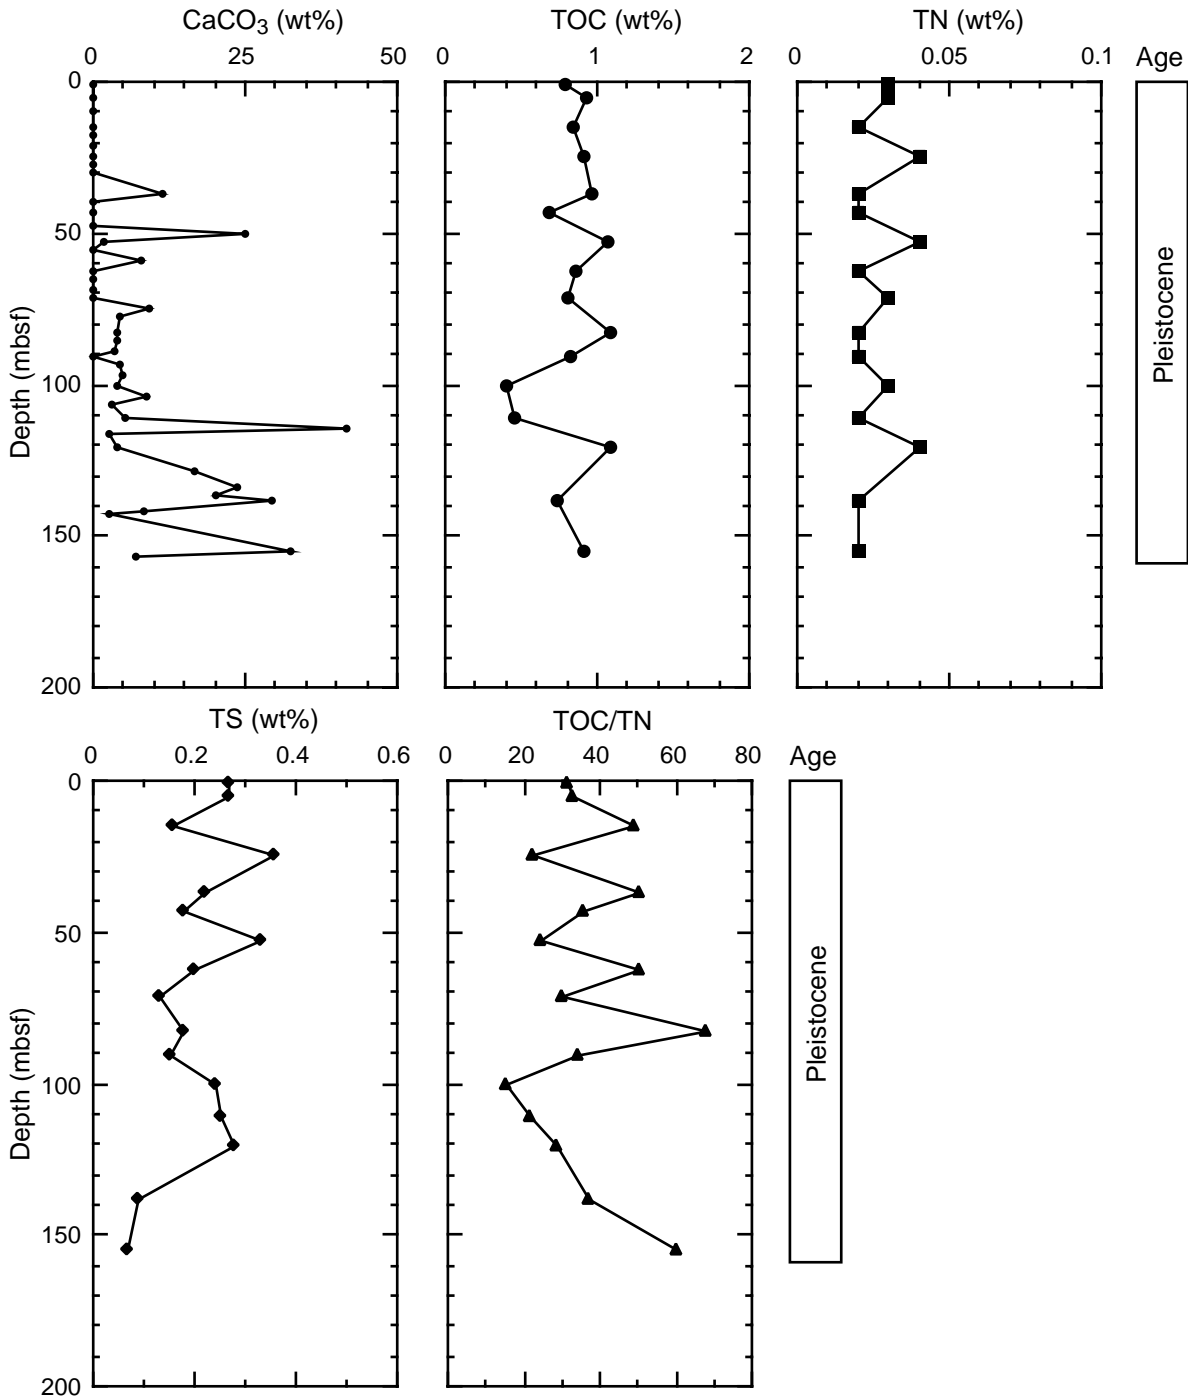 CaCO3 (wt%) TOC (wt%) TN (wt%)
0 25 50 0 1 2 0 0.05 0.1 Age
0
50
100
150
200
Depth (mbsf)
Pleistocene
TS (wt%) TOC/TN
0 0.2 0.4 0.6 0 20 40 60 80 Age
0
50
100
150
200
Depth (mbsf)
Pleistocene